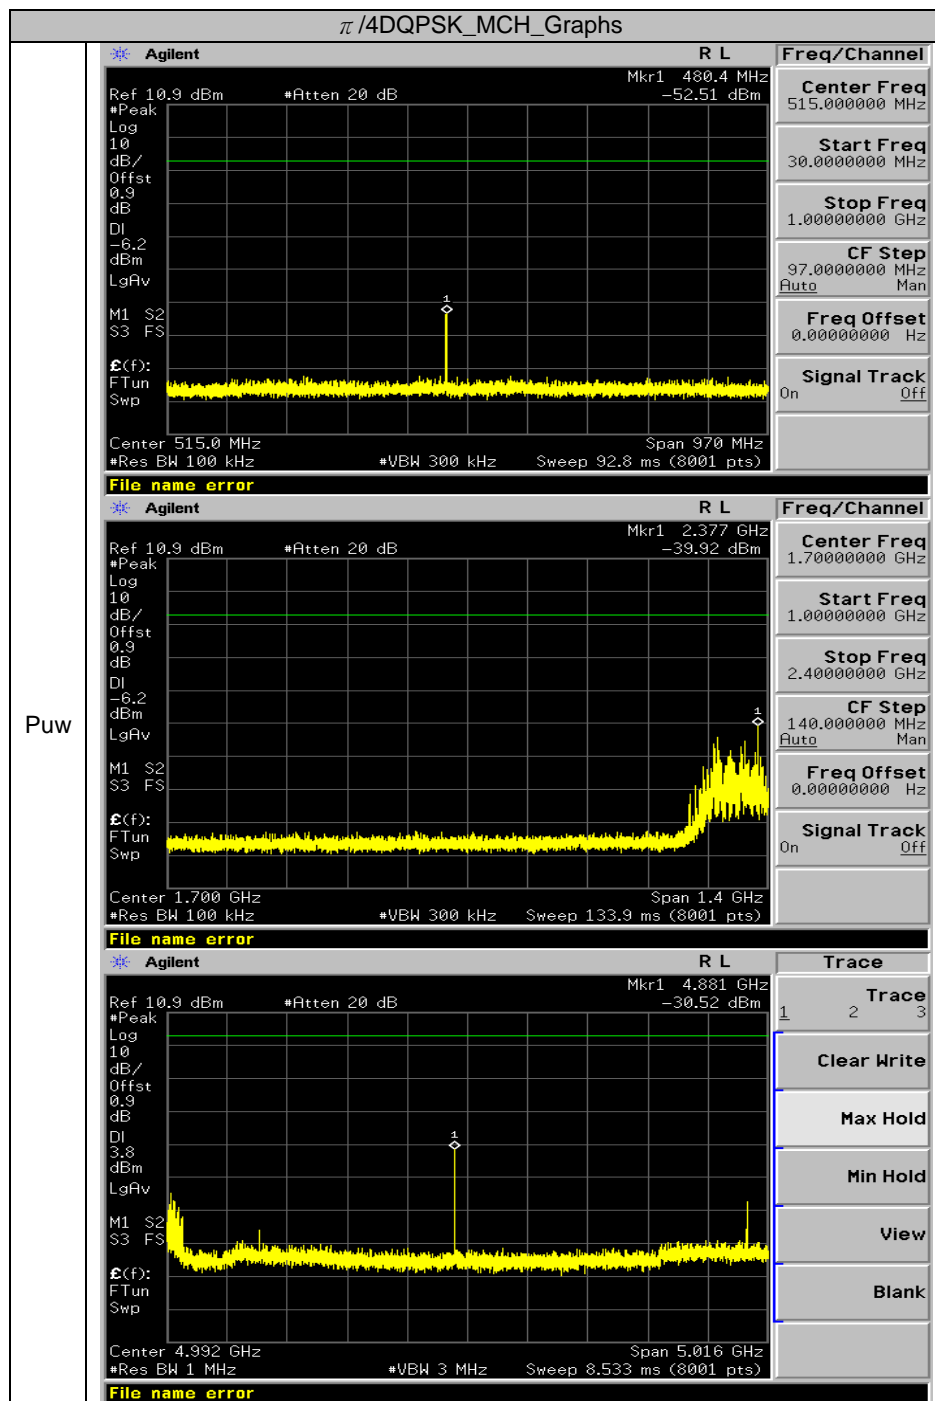 π/4DQPSK_MCH_Graphs
Puw
Agilent R L Freq/Channel
Mkr1 480.4 MHz
Ref 10.9 dBm #Atten 20 dB -52.51 dBm
#Peak
Log
10
dB/
Offst
0.9
dB
DI
-6.2
dBm
LgAv
M1 S2
S3 FS
£(f):
FTun
Swp
1
Center 515.0 MHz Span 970 MHz
#Res BW 100 kHz #VBW 300 kHz Sweep 92.8 ms (8001 pts)
File name error
Center Freq
515.000000 MHz
Start Freq
30.0000000 MHz
Stop Freq
1.00000000 GHz
CF Step
97.0000000 MHz
Auto Man
Freq Offset
0.00000000 Hz
Signal Track
On Off
Agilent R L Freq/Channel
Mkr1 2.377 GHz
Ref 10.9 dBm #Atten 20 dB -39.92 dBm
#Peak
Log
10
dB/
Offst
0.9
dB
DI
-6.2
dBm
LgAv
M1 S2
S3 FS
£(f):
FTun
Swp
1
Center 1.700 GHz Span 1.4 GHz
#Res BW 100 kHz #VBW 300 kHz Sweep 133.9 ms (8001 pts)
File name error
Center Freq
1.70000000 GHz
Start Freq
1.00000000 GHz
Stop Freq
2.40000000 GHz
CF Step
140.000000 MHz
Auto Man
Freq Offset
0.00000000 Hz
Signal Track
On Off
Agilent R L Trace
Mkr1 4.881 GHz
Ref 10.9 dBm #Atten 20 dB -30.52 dBm
#Peak
Log
10
dB/
Offst
0.9
dB
DI
3.8
dBm
LgAv
M1 S2
S3 FS
£(f):
FTun
Swp
1
Center 4.992 GHz Span 5.016 GHz
#Res BW 1 MHz #VBW 3 MHz Sweep 8.533 ms (8001 pts)
File name error
Trace
1 2 3
Clear Write
Max Hold
Min Hold
View
Blank